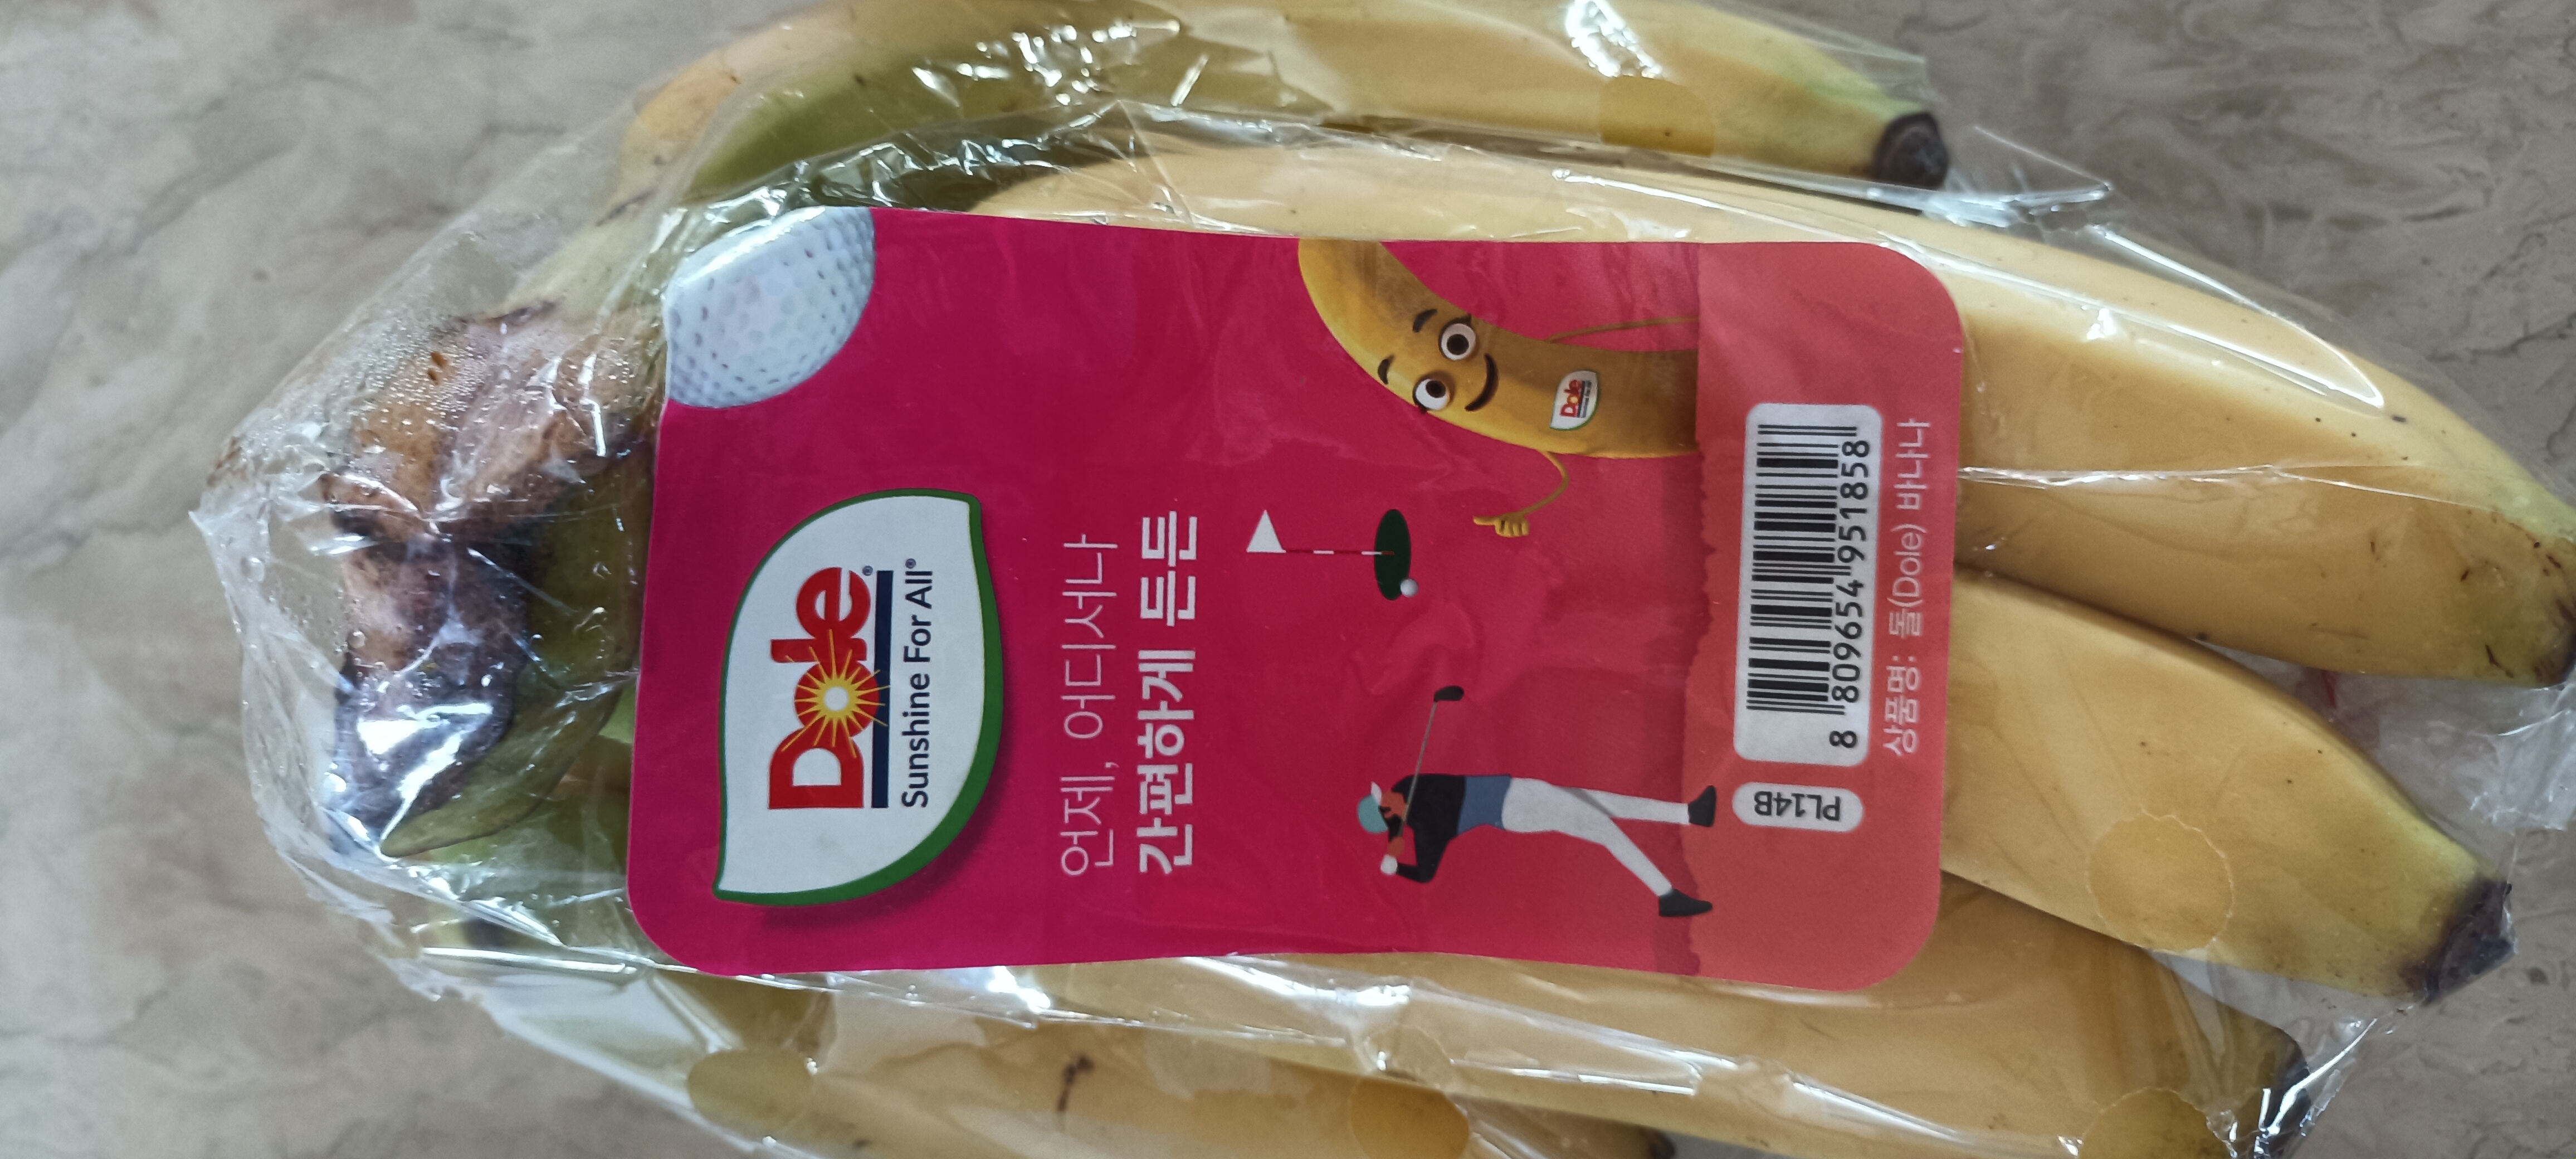 Dole®
Sunshine For All®
언제, 어디서나
간편하게 든든
Dole
PL14B
8 809654 951858
상품명: 돌(Dole) 바나나